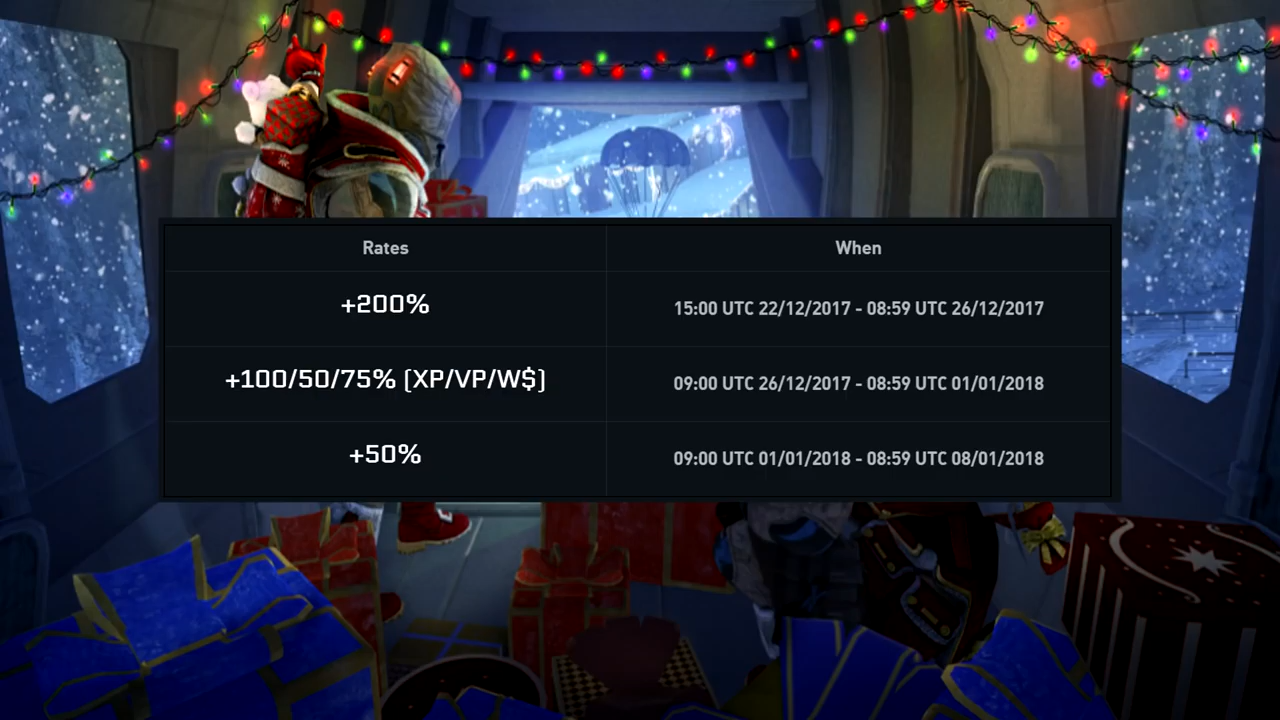 Rates When
+200% 15:00 UTC 22/12/2017 - 08:59 UTC 26/12/2017
+100/50/75% (XP/VP/W$) 09:00 UTC 26/12/2017 - 08:59 UTC 01/01/2018
+50% 09:00 UTC 01/01/2018 - 08:59 UTC 08/01/2018